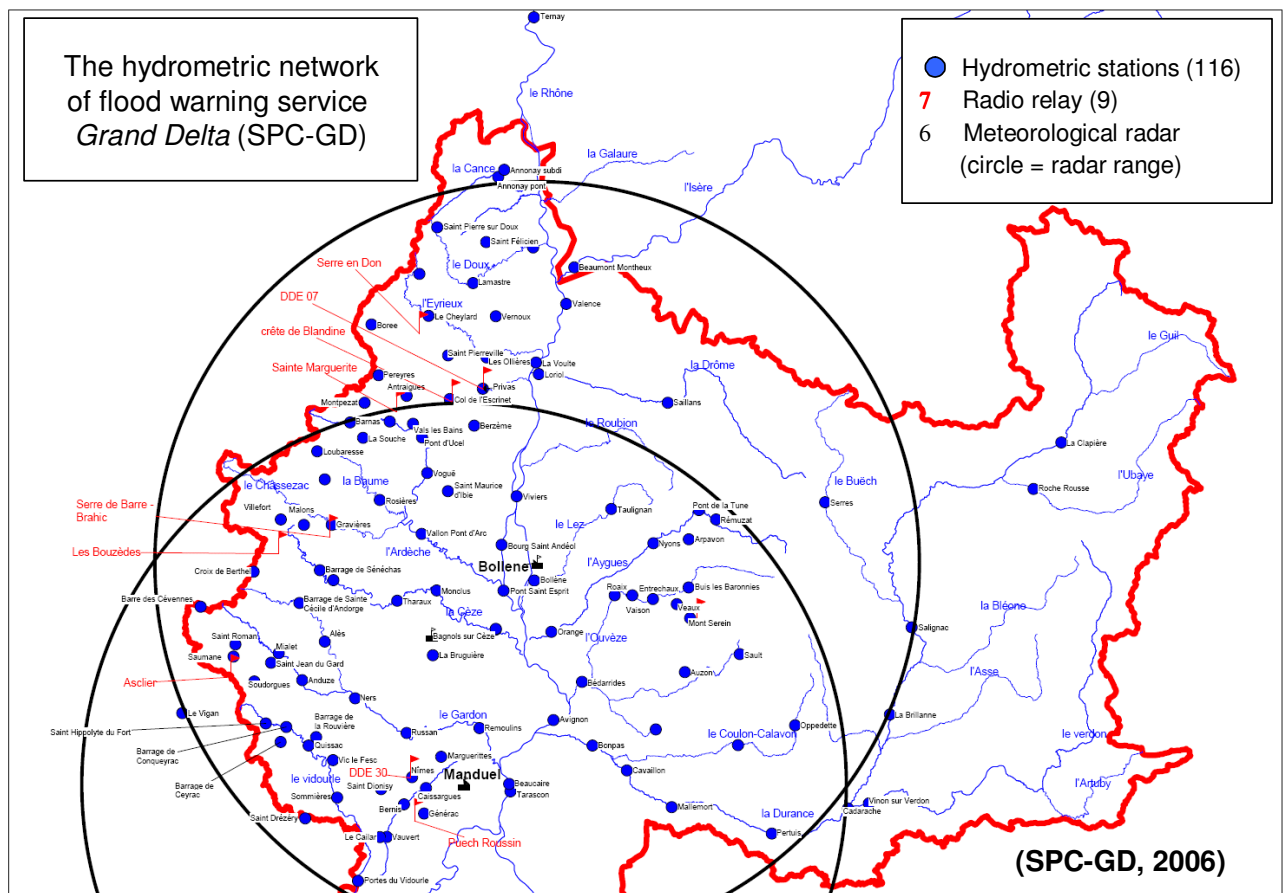 The hydrometric network
of flood warning service
Grand Delta (SPC-GD)
Hydrometric stations (116)
7 Radio relay (9)
6 Meteorological radar
(circle = radar range)
Ternay
le Rhône
la Galaure
la Cance
Annonay subdi
Annonay pont
l'Isère
Saint Pierre sur Doux
Saint Félicien
Serre en Don
le Doux
Beaumont Montheux
Lamastre
DDE 07
l'Eyrieux
Valence
Le Cheylard
Vernoux
crête de Blandine
Boree
le Guil
Saint Pierreville
Les Ollières
La Voulte
Sainte Marguerite
la Drôme
Pereyres
Loriol
Antraigues
Privas
Montpezat
Col de l'Escrinet
Saillans
Barnas
Vals les Bains
Berzème
le Roubion
La Souche
Pont d'Ucel
La Clapière
Loubaresse
Voguë
l'Ubaye
le Châssezac
la Baume
Saint Maurice
d'Ibie
le Buëch
Roche Rousse
Serre de Barre -
Brahic
Villefort
Malons
Rosières
Viviers
Serres
Gravières
le Lez
Taulignan
Pont de la Tune
Rémuzat
Vallon Pont d'Arc
Les Bouzèdes
l'Ardèche
Bourg Saint Andéol
Nyons
Arpavon
Bollene
l'Aygues
Croix de Berthel
Barrage de Sénéchas
Bollène
Monclus
Pont Saint Esprit
Roaix
Entrechaux
Buis les Baronnies
Barre des Cévennes
Barrage de Sainte
Cécile d'Andorge
Tharaux
la Cèze
Vaison
Veaux
la Bléone
Mont Serein
Saint Roman
Alès
Bagnols sur Cèze
Orange
l'Ouvèze
Salignac
Mialet
Saumane
La Bruguière
Sault
Saint Jean du Gard
Auzon
l'Asse
Asclier
Soudorgues
Anduze
Bédarrides
Ners
Le Vigan
le Gardon
Avignon
La Brillanne
Saint Hippolyte du Fort
Barrage de
la Rouvière
Russan
Remoulins
Oppedette
le Coulon-Calavon
le verdon
Barrage de
Conqueyrac
Quissac
Bonpas
Vic le Fesc
Marguerittes
DDE 30
Nîmes
Manduel
Cavaillon
Barrage de
Ceyrac
le vidourle
Saint Dionisy
Beaucaire
l'Artuby
Sommières
Caissargues
Tarascon
Bernis
Mallemort
Vinon sur Verdon
Cadarache
Saint Drézéry
Générac
la Durance
Le Cailar
Vauvert
Puech Roussin
Pertuis
(SPC-GD, 2006)
Portes du Vidourle